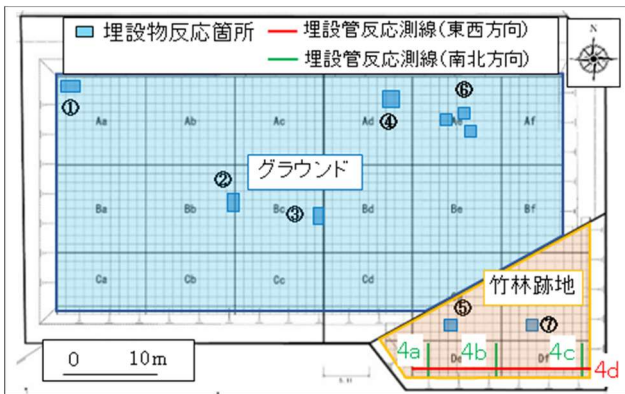 埋設物反応箇所
埋設管反応測線(東西方向)
埋設管反応測線(南北方向)
N
①
Aa
Ab
Ac
Ad
④
⑥
Af
②
グラウンド
Ba
Bb
Bc
③
Bd
Be
Bf
Ca
Cb
Cc
Cd
竹林跡地
⑤
⑦
4a
De
4b
Df
4c
4d
0 10m